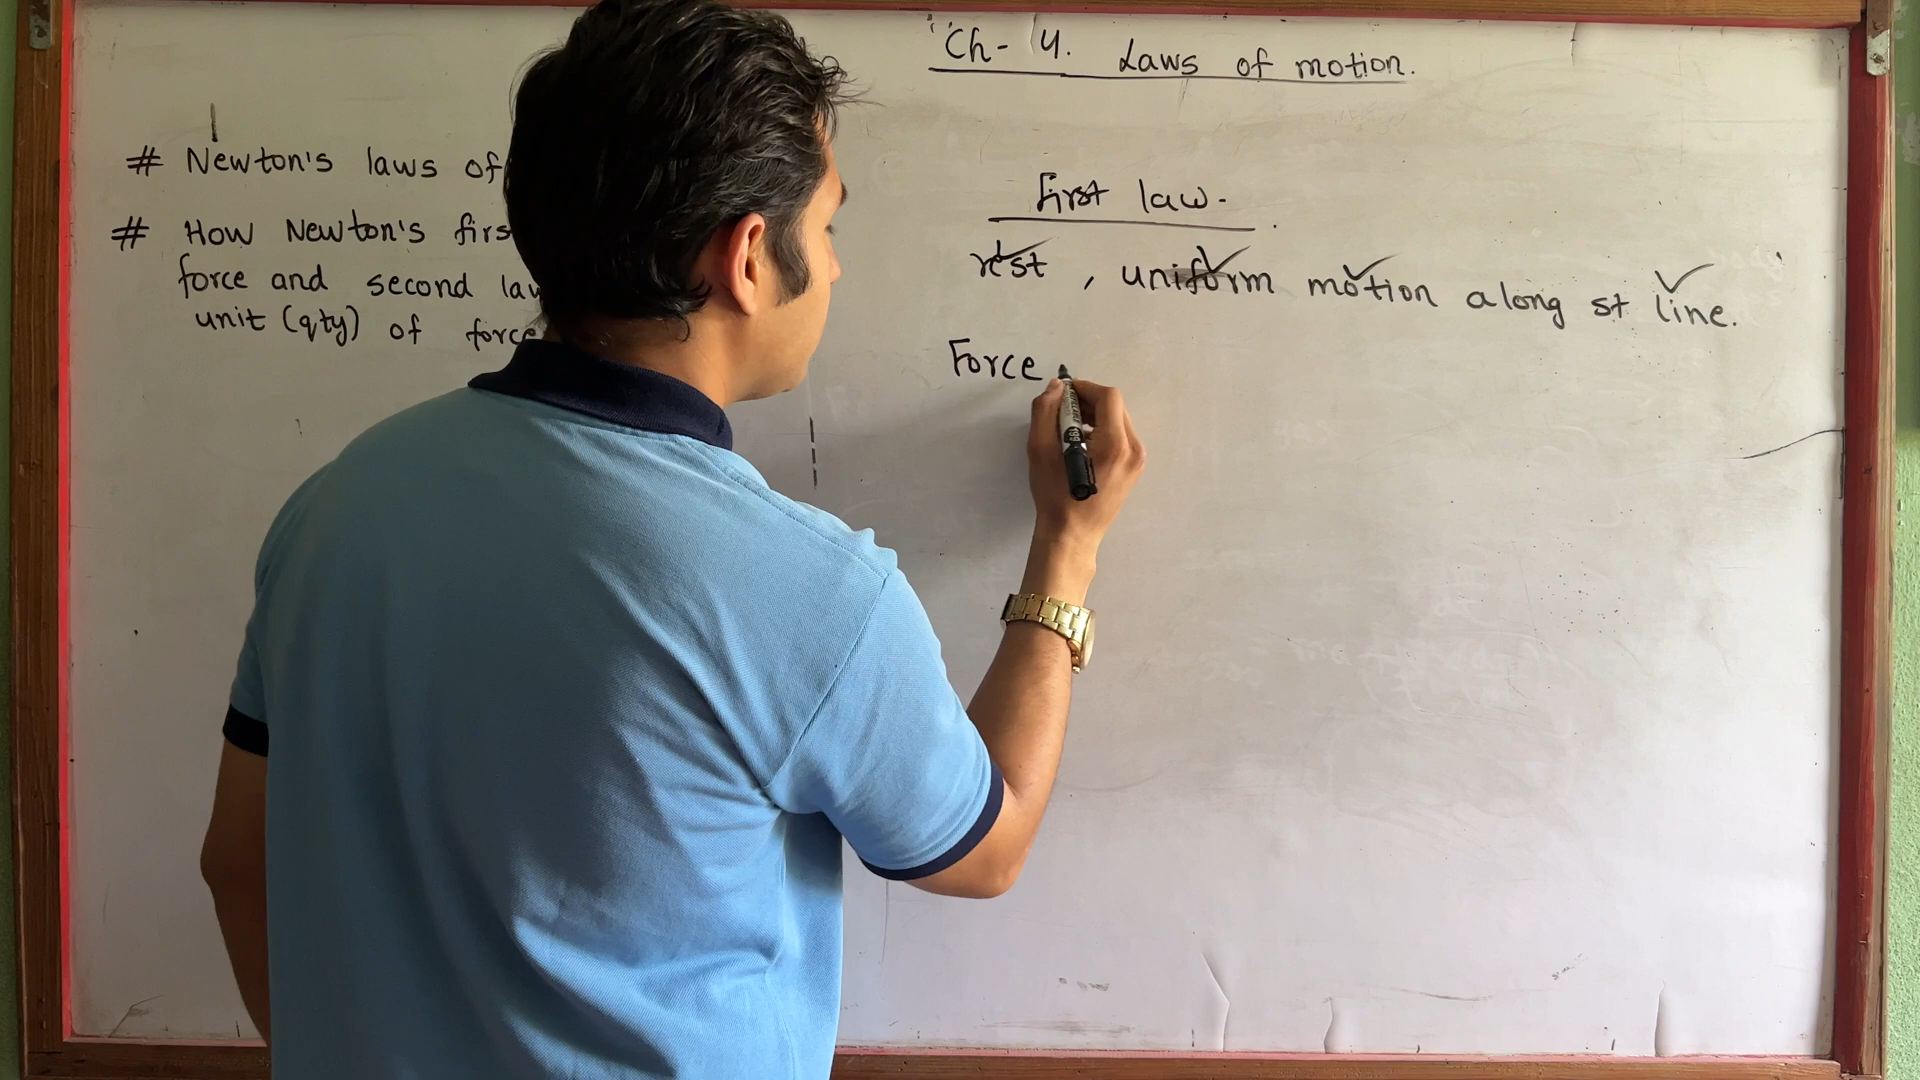 Ch- 4. Laws of motion.
# Newton's laws of
# How Newton's firs
force and second law
unit (qty) of force
First law.
rest, uniform motion along st line.
Force